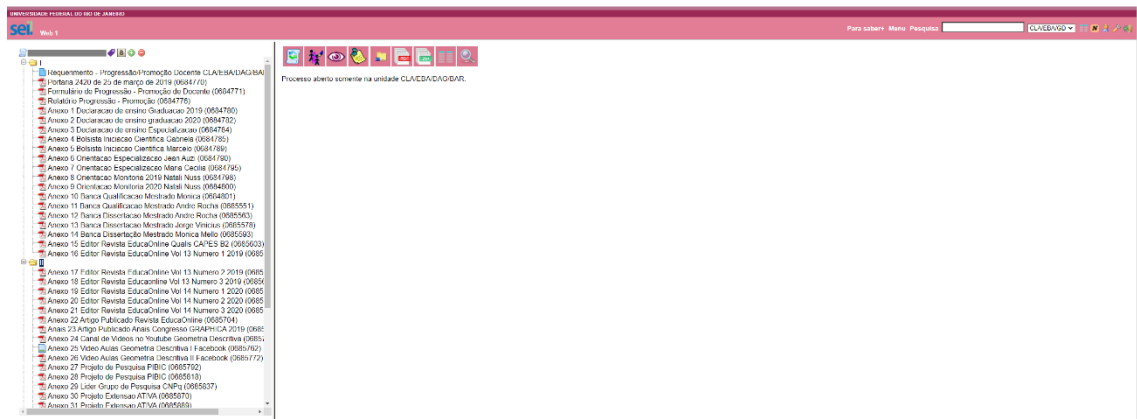 UNIVERSIDADE FEDERAL DO RIO DE JANEIRO
sei. Web 1
Para saber+ Menu Pesquisa CLA/EBA/GD
I
Requerimento - Progressão/Promoção Docente CLA/EBA/DAG/BAR
Portaria 2420 de 25 de março de 2019 (0684770)
Formulário de Progressão - Promoção de Docente (0684771)
Relatório Progressão - Promoção (0684776)
Anexo 1 Declaracao de ensino Graduacao 2019 (0684780)
Anexo 2 Declaracao de ensino graduacao 2020 (0684782)
Anexo 3 Declaracao de ensino Especializacao (0684784)
Anexo 4 Bolsista Iniciacao Cientifica Gabriela (0684785)
Anexo 5 Bolsista Iniciacao Cientifica Marcelo (0684789)
Anexo 6 Orientacao Especializacao Jean Auzi (0684790)
Anexo 7 Orientacao Especializacao Maria Cecilia (0684795)
Anexo 8 Orientacao Monitoria 2019 Natali Nuss (0684798)
Anexo 9 Orientacao Monitoria 2020 Natali Nuss (0684800)
Anexo 10 Banca Qualificacao Mestrado Monica (0684801)
Anexo 11 Banca Qualificacao Mestrado Andre Rocha (0685551)
Anexo 12 Banca Dissertacao Mestrado Andre Rocha (0685563)
Anexo 13 Banca Dissertacao Mestrado Jorge Vinicius (0685578)
Anexo 14 Banca Dissertação Mestrado Monica Mello (0685593)
Anexo 15 Editor Revista EducaOnline Qualis CAPES B2 (0685603)
Anexo 16 Editor Revista EducaOnline Vol 13 Numero 1 2019 (0685
II
Anexo 17 Editor Revista EducaOnline Vol 13 Numero 2 2019 (0685
Anexo 18 Editor Revista Educaonline Vol 13 Numero 3 2019 (0685
Anexo 19 Editor Revista EducaOnline Vol 14 Numero 1 2020 (0685
Anexo 20 Editor Revista EducaOnline Vol 14 Numero 2 2020 (0685
Anexo 21 Editor Revista EducaOnline Vol 14 Numero 3 2020 (0685
Anexo 22 Artigo Publicado Revista EducaOnline (0685704)
Anais 23 Artigo Publicado Anais Congresso GRAPHICA 2019 (0685
Anexo 24 Canal de Videos no Youtube Geometria Descritiva (0685
Anexo 25 Video Aulas Geometria Descritiva I Facebook (0685762)
Anexo 26 Video Aulas Geometria Descritiva II Facebook (0685772)
Anexo 27 Projeto de Pesquisa PIBIC (0685792)
Anexo 28 Projeto de Pesquisa PIBIC (0685818)
Anexo 29 Lider Grupo de Pesquisa CNPq (0685837)
Anexo 30 Projeto Extensao ATIVA (0685870)
Anexo 31 Projeto Extensao ATIVA (0685889)
Processo aberto somente na unidade CLA/EBA/DAG/BAR.